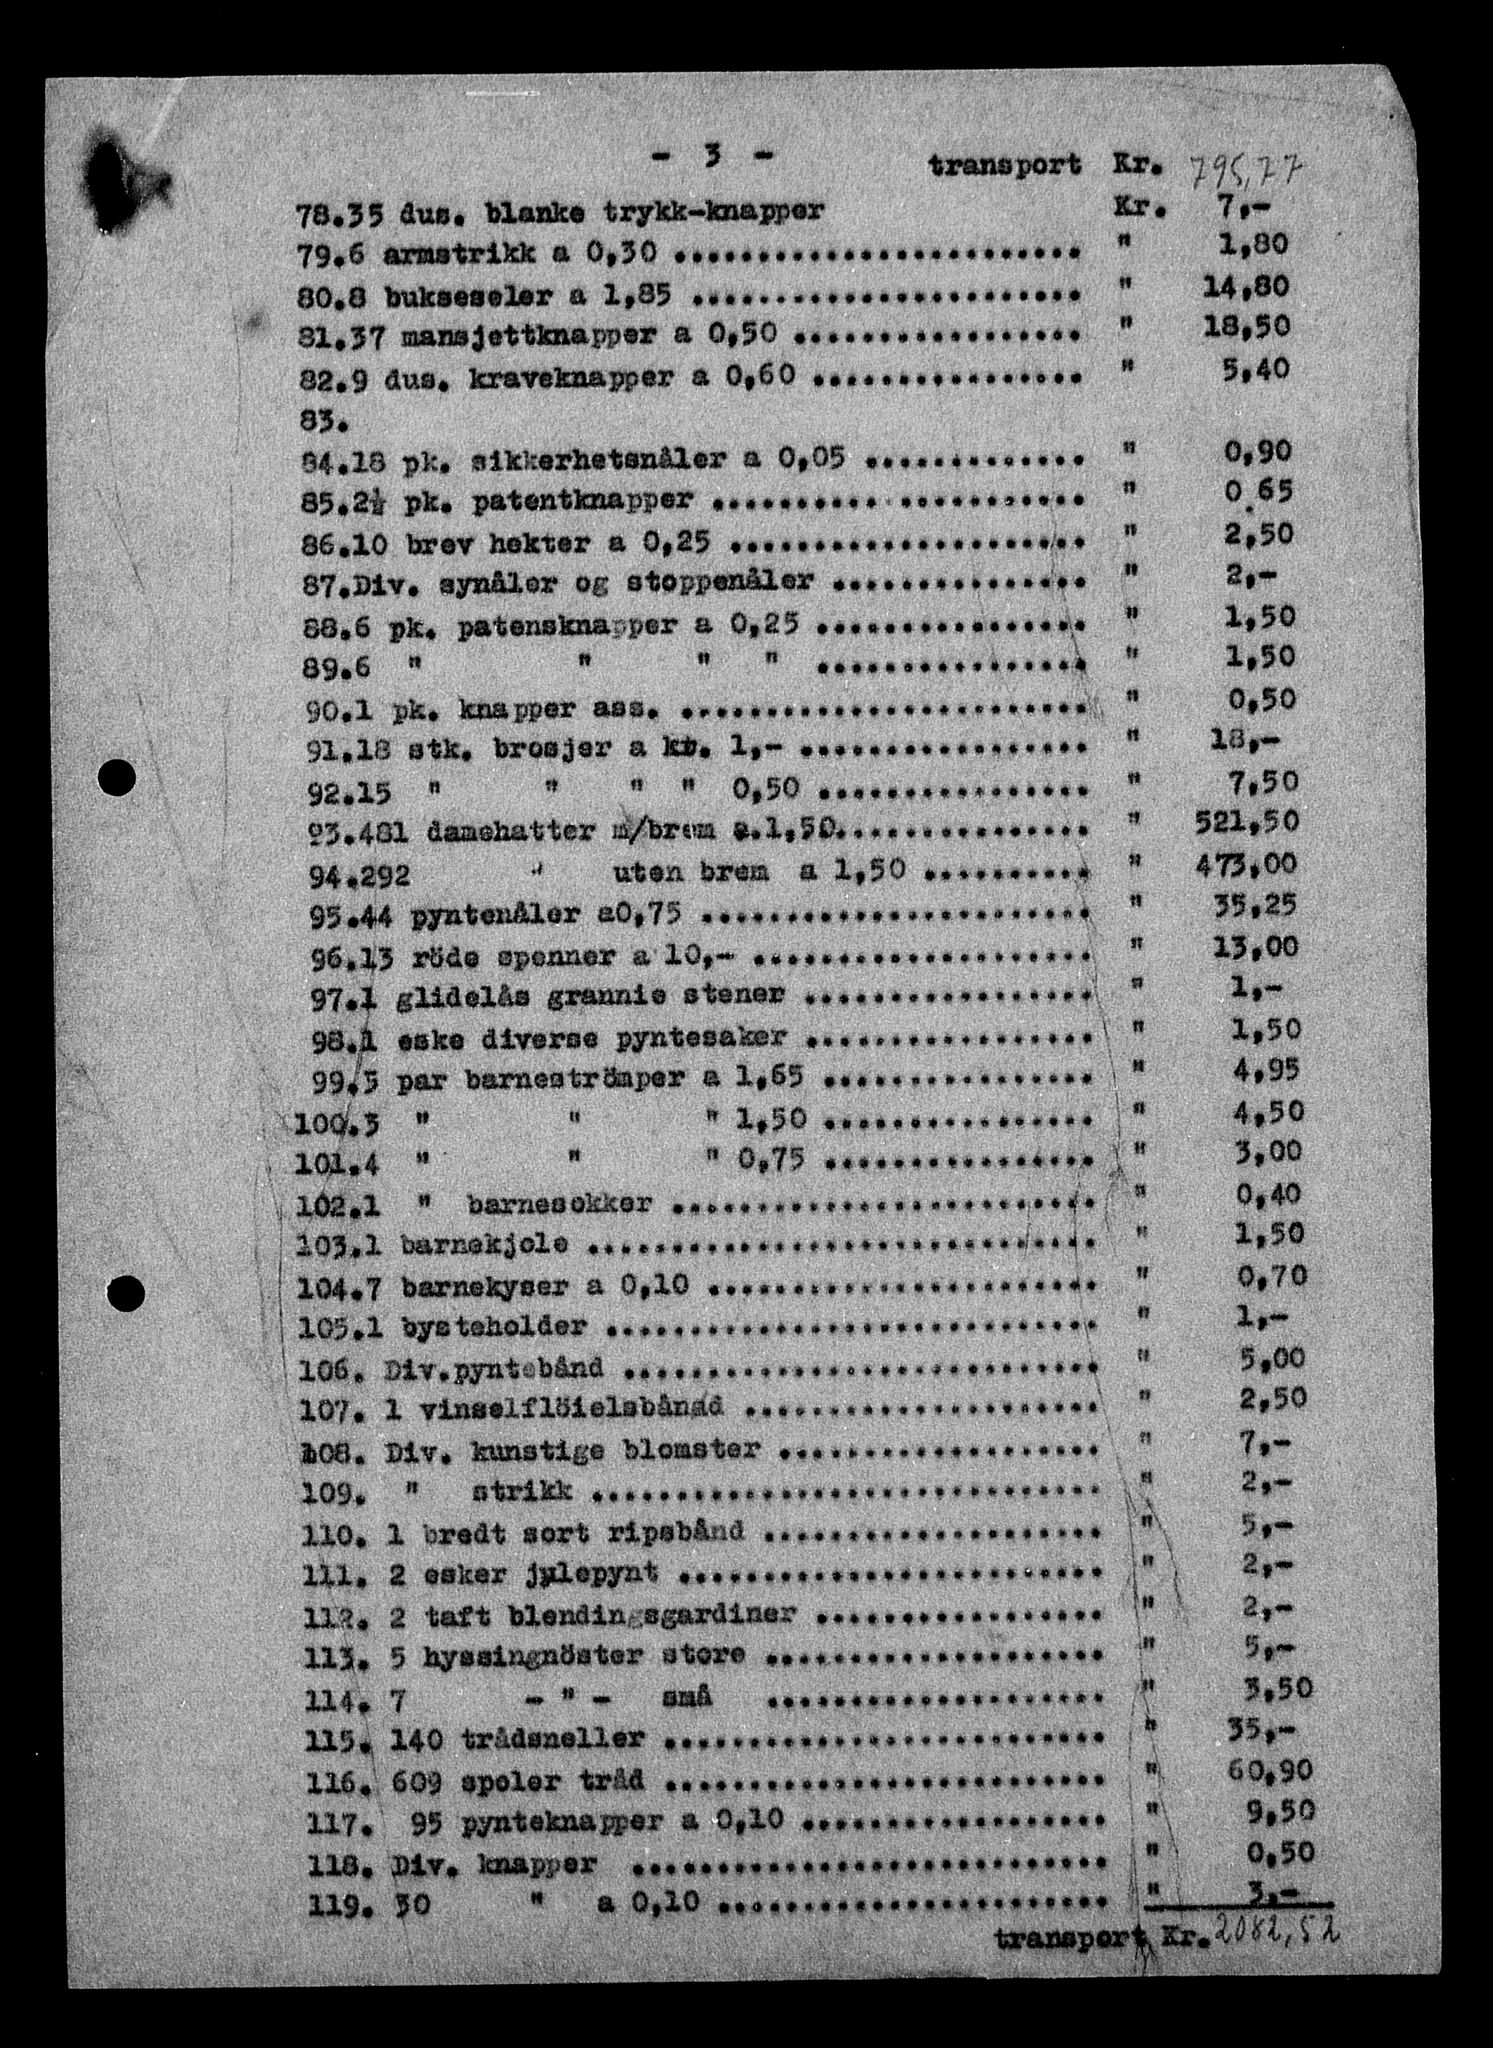 - 3 -
transport Kr. 795,77
78.35 dus. blanke trykk-knapper Kr. 7,-
79.6 armstrikk a 0,30 ........................ " 1,80
80.8 bukseseler a 1,85 ....................... " 14,80
81.37 mansjettknapper a 0,50 ................. " 18,50
82.9 dus. kraveknapper a 0,60 ................ " 5,40
83.
84.18 pk. sikkerhetsnåler a 0,05 ............. " 0,90
85.2½ pk. patentknapper ...................... " 0 65
86.10 brev hekter a 0,25 ..................... " 2,50
87.Div. synåler og stoppenåler ............... " 2,-
88.6 pk. patensknapper a 0,25 ................ " 1,50
89.6 " " " " ................ " 1,50
90.1 pk. knapper ass. ........................ " 0,50
91.18 stk. brosjer a kr. 1,- ................. " 18,-
92.15 " " " " 0,50 ................ " 7,50
93.481 damehatter m/brem a.1,50............... " 521,50
94.292 " uten brem a 1,50 .......... " 473,00
95.44 pyntenåler a0,75 ....................... " 35,25
96.13 röde spenner a 10,- .................... " 13,00
97.1 glidelås grannie stener ................. " 1,-
98.1 eske diverse pyntesaker ................. " 1,50
99.3 par barneströmper a 1,65 ................ " 4,95
100.3 " " " 1,50 ................ " 4,50
101.4 " " " 0,75 ................ " 3,00
102.1 " barnesokker ......................... " 0,40
103.1 barnekjole .............................. " 1,50
104.7 barnekyser a 0,10 ....................... " 0,70
105.1 bysteholder ............................. " 1,-
106. Div.pyntebånd ............................ " 5,00
107. 1 vinselflöielsbånad ..................... " 2,50
108. Div. kunstige blomster ................... " 7,-
109. " strikk .............................. " 2,-
110. 1 bredt sort ripsbånd .................... " 5,-
111. 2 esker julepynt ......................... " 2,-
112. 2 taft blendingsgardiner ................. " 2,-
113. 5 hyssingnöster store .................... " 5,-
114. 7 - " - små .................... " 3,50
115. 140 trådsneller .......................... " 35,-
116. 609 spoler tråd .......................... " 60,90
117. 95 pynteknapper a 0,10 .................. " 9,50
118. Div. knapper ............................ " 0,50
119. 30 " a 0,10 ....................... " 3,-
transport Kr. 2082,52